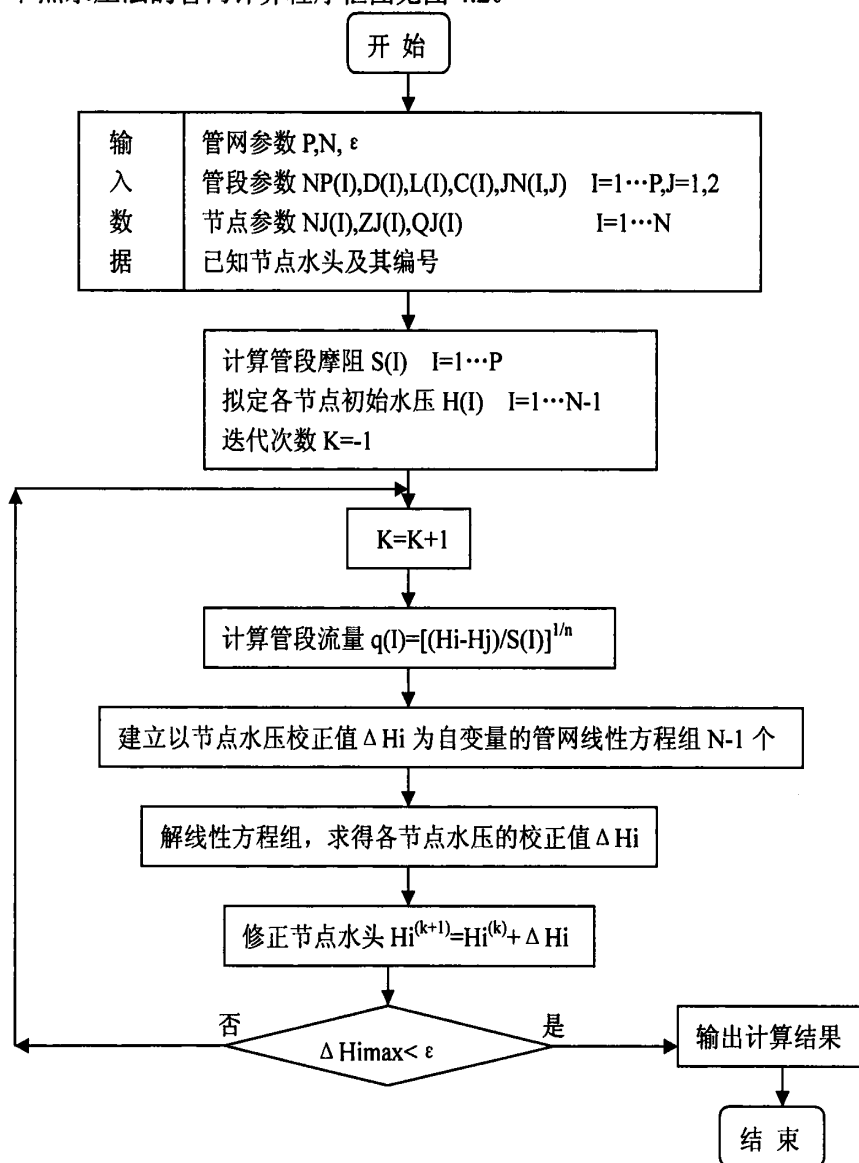 开 始
输入数据
管网参数 P,N, ε
管段参数 NP(I),D(I),L(I),C(I),JN(I,J) I=1…P,J=1,2
节点参数 NJ(I),ZJ(I),QJ(I) I=1…N
已知节点水头及其编号
计算管段摩阻 S(I) I=1…P
拟定各节点初始水压 H(I) I=1…N-1
迭代次数 K=-1
K=K+1
计算管段流量 q(I)=[(Hi-Hj)/S(I)]^{1/n}
建立以节点水压校正值 ΔHi 为自变量的管网线性方程组 N-1 个
解线性方程组，求得各节点水压的校正值 ΔHi
修正节点水头 Hi^{(k+1)}=Hi^{(k)}+ ΔHi
否
是
ΔHimax< ε
输出计算结果
结 束